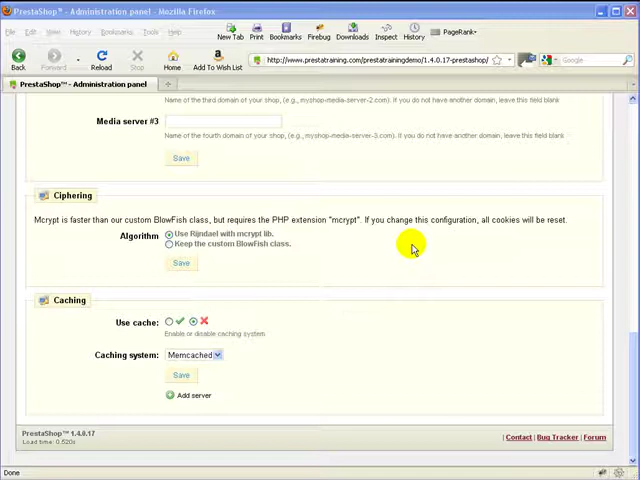 PrestaShop™ - Administration panel - Mozilla Firefox
File Edit View History Bookmarks Tools Help
New Tab Print Bookmarks Firebug Downloads Inspect History PageRank
Back Forward Reload Home Add To Wish List
http://www.prestatraining.com/prestatrainingdemo/1.4.0.17-prestashop/
Google
PrestaShop™ - Administration panel
Name of the third domain of your shop, (e.g., myshop-media-server-2.com). If you do not have another domain, leave this field blank
Media server #3
Name of the fourth domain of your shop, (e.g., myshop-media-server-3.com). If you do not have another domain, leave this field blank
Save
Ciphering
Mcrypt is faster than our custom BlowFish class, but requires the PHP extension "mcrypt". If you change this configuration, all cookies will be reset.
Algorithm Use Rijndael with mcrypt lib.
Keep the custom BlowFish class.
Save
Caching
Use cache:
Enable or disable caching system
Caching system: Memcached
Save
Add server
PrestaShop™ 1.4.0.17
Load time: 0.520s
Contact | Bug Tracker | Forum
Done